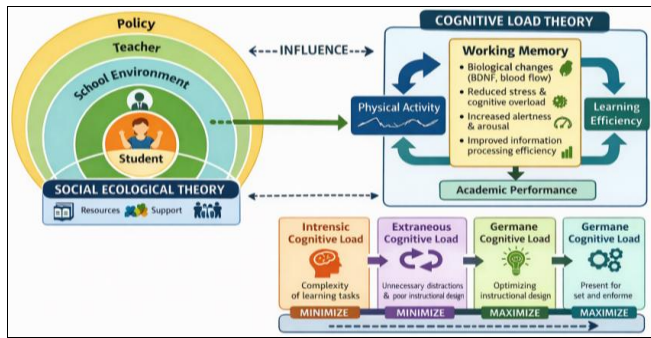 Policy
Teacher
School Environment
Student
SOCIAL ECOLOGICAL THEORY
Resources
Support
INFLUENCE
COGNITIVE LOAD THEORY
Physical Activity
Working Memory
• Biological changes
(BDNF, blood flow)
• Reduced stress &
cognitive overload
• Increased alertness
& arousal
• Improved information
processing efficiency
Learning
Efficiency
Academic Performance
Intrensic
Cognitive Load
Complexity
of learning tasks
MINIMIZE
Extraneous
Cognitive Load
Unnecessary distractions
& poor instructional design
MINIMIZE
Germane
Cognitive Load
Optimizing
instructional design
MAXIMIZE
Germane
Cognitive Load
Present for
set and enforme
MAXIMIZE